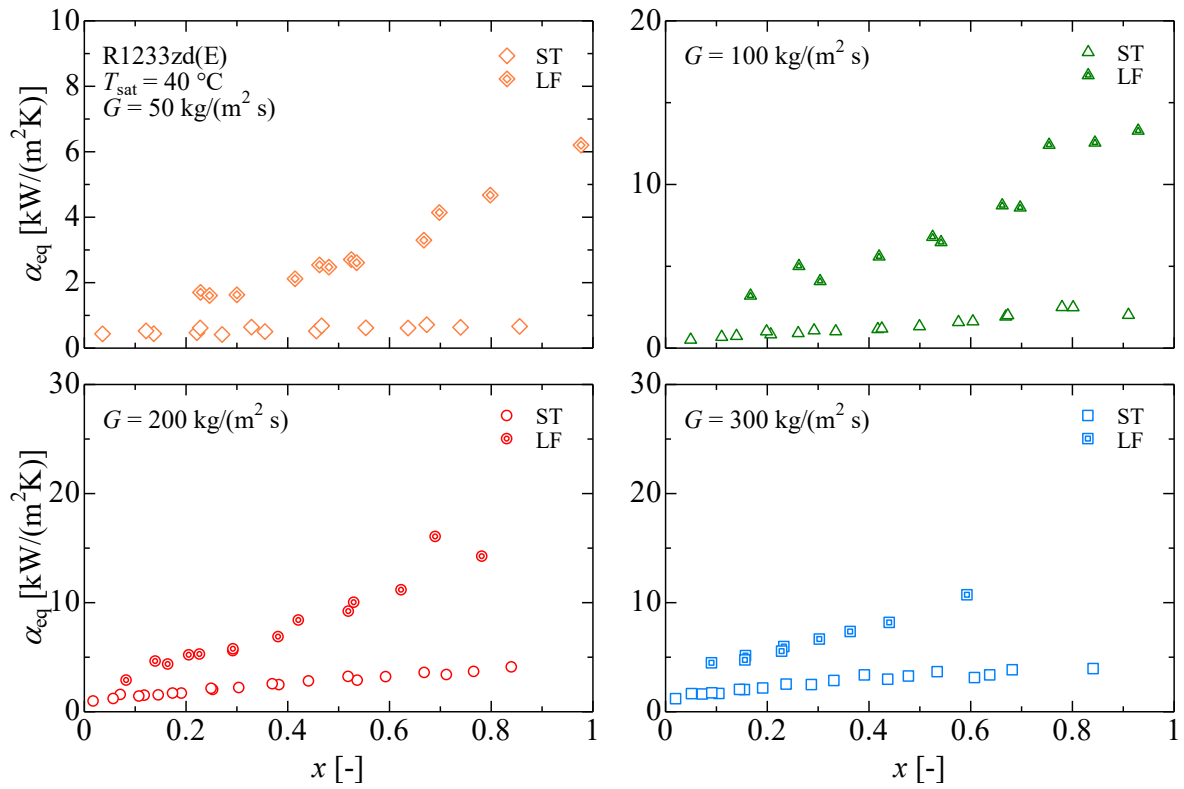 10
8
6
4
2
0
α_eq [kW/(m²K)]
R1233zd(E)
T_sat = 40 °C
G = 50 kg/(m² s)
ST
LF
20
10
0
G = 100 kg/(m² s)
ST
LF
30
20
10
0
α_eq [kW/(m²K)]
G = 200 kg/(m² s)
ST
LF
0 0.2 0.4 0.6 0.8 1
x [-]
30
20
10
0
G = 300 kg/(m² s)
ST
LF
0 0.2 0.4 0.6 0.8 1
x [-]